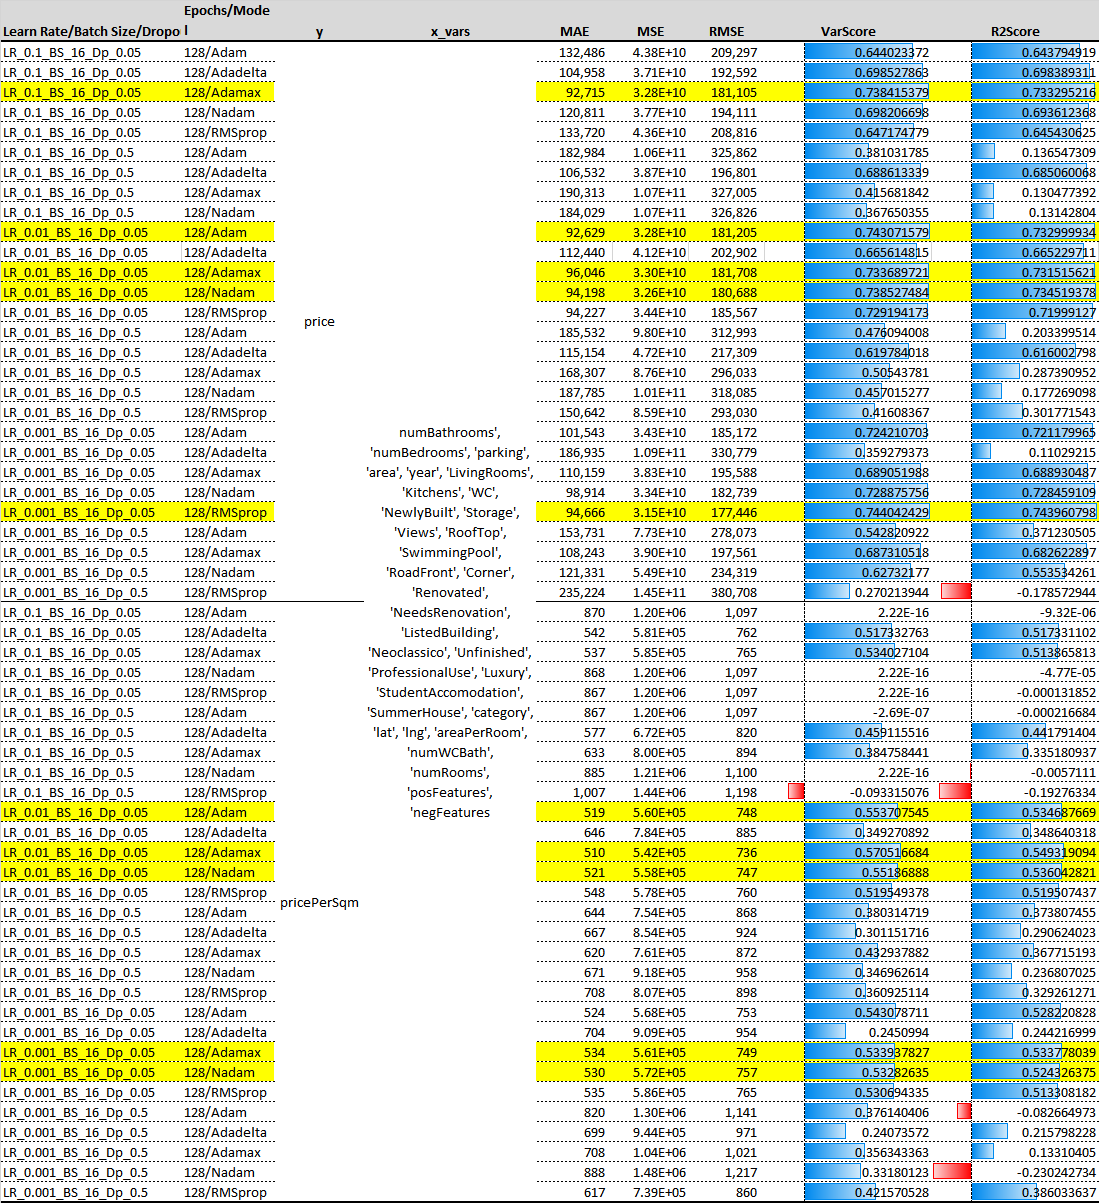 Epochs/Mode
Learn Rate/Batch Size/Dropo l y x_vars MAE MSE RMSE VarScore R2Score
LR_0.1_BS_16_Dp_0.05 128/Adam 132,486 4.38E+10 209,297 0.644023372 0.643794919
LR_0.1_BS_16_Dp_0.05 128/Adadelta 104,958 3.71E+10 192,592 0.698527863 0.698389311
LR_0.1_BS_16_Dp_0.05 128/Adamax 92,715 3.28E+10 181,105 0.738415379 0.733295216
LR_0.1_BS_16_Dp_0.05 128/Nadam 120,811 3.77E+10 194,111 0.698206698 0.693612368
LR_0.1_BS_16_Dp_0.05 128/RMSprop 133,720 4.36E+10 208,816 0.647174779 0.645430625
LR_0.1_BS_16_Dp_0.5 128/Adam 182,984 1.06E+11 325,862 0.381031785 0.136547309
LR_0.1_BS_16_Dp_0.5 128/Adadelta 106,532 3.87E+10 196,801 0.688613339 0.685060068
LR_0.1_BS_16_Dp_0.5 128/Adamax 190,313 1.07E+11 327,005 0.415681842 0.130477392
LR_0.1_BS_16_Dp_0.5 128/Nadam 184,029 1.07E+11 326,826 0.367650355 0.13142804
LR_0.01_BS_16_Dp_0.05 128/Adam 92,629 3.28E+10 181,205 0.743071579 0.732999934
LR_0.01_BS_16_Dp_0.05 128/Adadelta 112,440 4.12E+10 202,902 0.665614815 0.665229711
LR_0.01_BS_16_Dp_0.05 128/Adamax 96,046 3.30E+10 181,708 0.733689721 0.731515621
LR_0.01_BS_16_Dp_0.05 128/Nadam 94,198 3.26E+10 180,688 0.738527484 0.734519378
LR_0.01_BS_16_Dp_0.05 128/RMSprop 94,227 3.44E+10 185,567 0.729194173 0.71999127
price
LR_0.01_BS_16_Dp_0.5 128/Adam 185,532 9.80E+10 312,993 0.476094008 0.203399514
LR_0.01_BS_16_Dp_0.5 128/Adadelta 115,154 4.72E+10 217,309 0.619784018 0.616002798
LR_0.01_BS_16_Dp_0.5 128/Adamax 168,307 8.76E+10 296,033 0.50543781 0.287390952
LR_0.01_BS_16_Dp_0.5 128/Nadam 187,785 1.01E+11 318,085 0.457015277 0.177269098
LR_0.01_BS_16_Dp_0.5 128/RMSprop 150,642 8.59E+10 293,030 0.41608367 0.301771543
LR_0.001_BS_16_Dp_0.05 128/Adam numBathrooms', 101,543 3.43E+10 185,172 0.724210703 0.721179965
LR_0.001_BS_16_Dp_0.05 128/Adadelta 'numBedrooms', 'parking', 186,935 1.09E+11 330,779 0.359279373 0.11029215
LR_0.001_BS_16_Dp_0.05 128/Adamax 'area', 'year', 'LivingRooms', 110,159 3.83E+10 195,588 0.689051988 0.688930487
LR_0.001_BS_16_Dp_0.05 128/Nadam 'Kitchens', 'WC', 98,914 3.34E+10 182,739 0.728875756 0.728459109
LR_0.001_BS_16_Dp_0.05 128/RMSprop 'NewlyBuilt', 'Storage', 94,666 3.15E+10 177,446 0.744042429 0.743960798
LR_0.001_BS_16_Dp_0.5 128/Adam 'Views', 'RoofTop', 153,731 7.73E+10 278,073 0.542820922 0.371230505
LR_0.001_BS_16_Dp_0.5 128/Adamax 'SwimmingPool', 108,243 3.90E+10 197,561 0.687310518 0.682622897
LR_0.001_BS_16_Dp_0.5 128/Nadam 'RoadFront', 'Corner', 121,331 5.49E+10 234,319 0.62732177 0.553534261
LR_0.001_BS_16_Dp_0.5 128/RMSprop 'Renovated', 235,224 1.45E+11 380,708 0.270213944 -0.178572944
LR_0.1_BS_16_Dp_0.05 128/Adam 'NeedsRenovation', 870 1.20E+06 1,097 2.22E-16 -9.32E-06
LR_0.1_BS_16_Dp_0.05 128/Adadelta 'ListedBuilding', 542 5.81E+05 762 0.517332763 0.517331102
LR_0.1_BS_16_Dp_0.05 128/Adamax 'Neoclassico', 'Unfinished', 537 5.85E+05 765 0.534027104 0.513865813
LR_0.1_BS_16_Dp_0.05 128/Nadam 'ProfessionalUse', 'Luxury', 868 1.20E+06 1,097 2.22E-16 -4.77E-05
LR_0.1_BS_16_Dp_0.05 128/RMSprop 'StudentAccomodation', 867 1.20E+06 1,097 2.22E-16 -0.000131852
LR_0.1_BS_16_Dp_0.5 128/Adam 'SummerHouse', 'category', 867 1.20E+06 1,097 -2.69E-07 -0.000216684
LR_0.1_BS_16_Dp_0.5 128/Adadelta 'lat', 'lng', 'areaPerRoom', 577 6.72E+05 820 0.459115516 0.441791404
LR_0.1_BS_16_Dp_0.5 128/Adamax 'numWCBath', 633 8.00E+05 894 0.384758441 0.335180937
LR_0.1_BS_16_Dp_0.5 128/Nadam 'numRooms', 885 1.21E+06 1,100 2.22E-16 -0.0057111
LR_0.1_BS_16_Dp_0.5 128/RMSprop 'posFeatures', 1,007 1.44E+06 1,198 -0.093315076 -0.19276334
LR_0.01_BS_16_Dp_0.05 128/Adam 'negFeatures 519 5.60E+05 748 0.553707545 0.534687669
LR_0.01_BS_16_Dp_0.05 128/Adadelta 646 7.84E+05 885 0.349270892 0.348640318
LR_0.01_BS_16_Dp_0.05 128/Adamax 510 5.42E+05 736 0.570516684 0.549319094
LR_0.01_BS_16_Dp_0.05 128/Nadam 521 5.58E+05 747 0.55186888 0.536042821
LR_0.01_BS_16_Dp_0.05 128/RMSprop 548 5.78E+05 760 0.519549378 0.519507437
pricePerSqm
LR_0.01_BS_16_Dp_0.5 128/Adam 644 7.54E+05 868 0.380314719 0.373807455
LR_0.01_BS_16_Dp_0.5 128/Adadelta 667 8.54E+05 924 0.301151716 0.290624023
LR_0.01_BS_16_Dp_0.5 128/Adamax 620 7.61E+05 872 0.432937882 0.367715193
LR_0.01_BS_16_Dp_0.5 128/Nadam 671 9.18E+05 958 0.346962614 0.236807025
LR_0.01_BS_16_Dp_0.5 128/RMSprop 708 8.07E+05 898 0.360925114 0.329261271
LR_0.001_BS_16_Dp_0.05 128/Adam 524 5.68E+05 753 0.543078711 0.528220828
LR_0.001_BS_16_Dp_0.05 128/Adadelta 704 9.09E+05 954 0.2450994 0.244216999
LR_0.001_BS_16_Dp_0.05 128/Adamax 534 5.61E+05 749 0.533937827 0.533778039
LR_0.001_BS_16_Dp_0.05 128/Nadam 530 5.72E+05 757 0.53282635 0.524326375
LR_0.001_BS_16_Dp_0.05 128/RMSprop 535 5.86E+05 765 0.530694335 0.513308182
LR_0.001_BS_16_Dp_0.5 128/Adam 820 1.30E+06 1,141 0.376140406 -0.082664973
LR_0.001_BS_16_Dp_0.5 128/Adadelta 699 9.44E+05 971 0.24073572 0.215798228
LR_0.001_BS_16_Dp_0.5 128/Adamax 708 1.04E+06 1,021 0.356343363 0.13310405
LR_0.001_BS_16_Dp_0.5 128/Nadam 888 1.48E+06 1,217 0.33180123 -0.230242734
LR_0.001_BS_16_Dp_0.5 128/RMSprop 617 7.39E+05 860 0.421570528 0.386033637